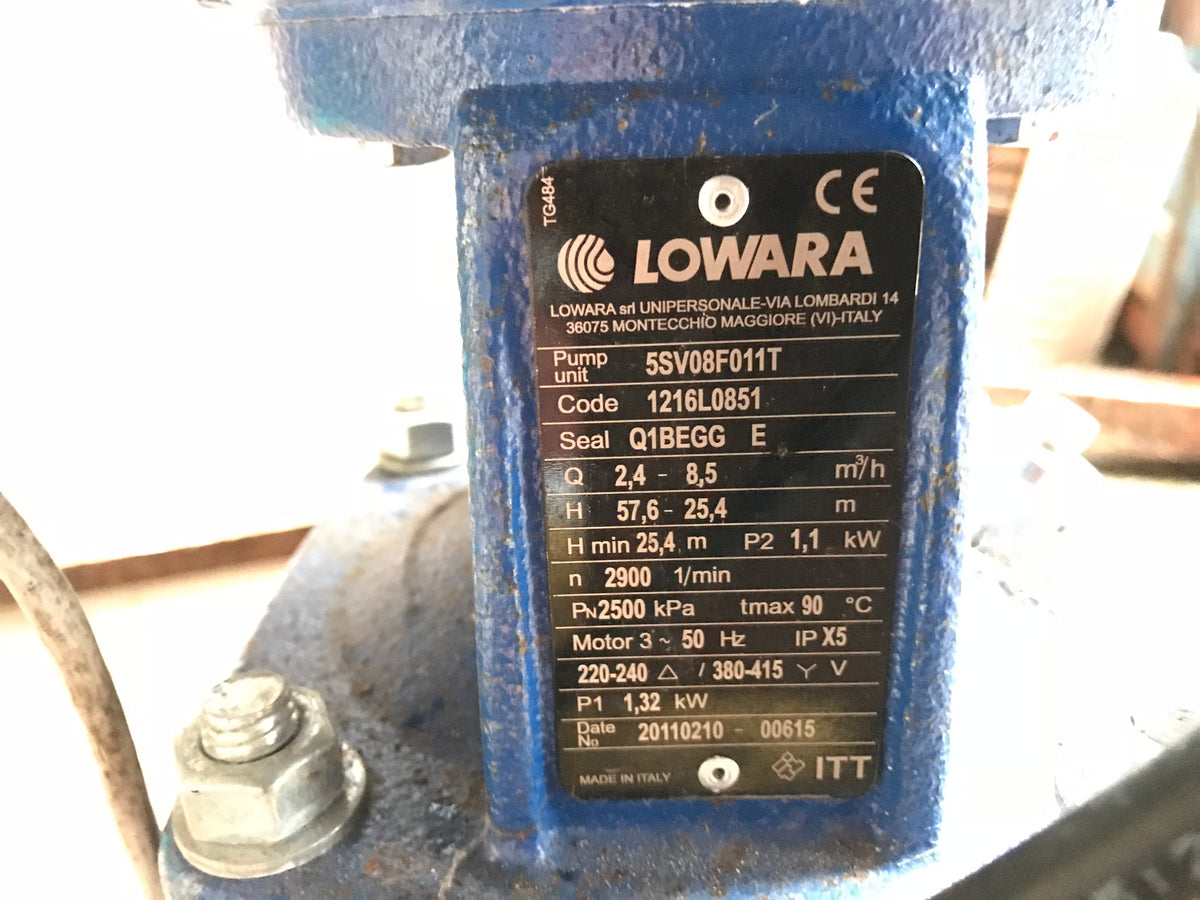 TG484
CE
LOWARA
LOWARA srl UNIPERSONALE-VIA LOMBARDI 14
36075 MONTECCHIO MAGGIORE (VI)-ITALY
Pump unit 5SV08F011T
Code 1216L0851
Seal Q1BEGG E
Q 2,4 - 8,5 m³/h
H 57,6 - 25,4 m
H min 25,4 m P2 1,1 kW
n 2900 1/min
PN 2500 kPa tmax 90 °C
Motor 3 ~ 50 Hz IP X5
220-240 △ / 380-415 Y V
P1 1,32 kW
Date No 20110210 - 00615
MADE IN ITALY ITT